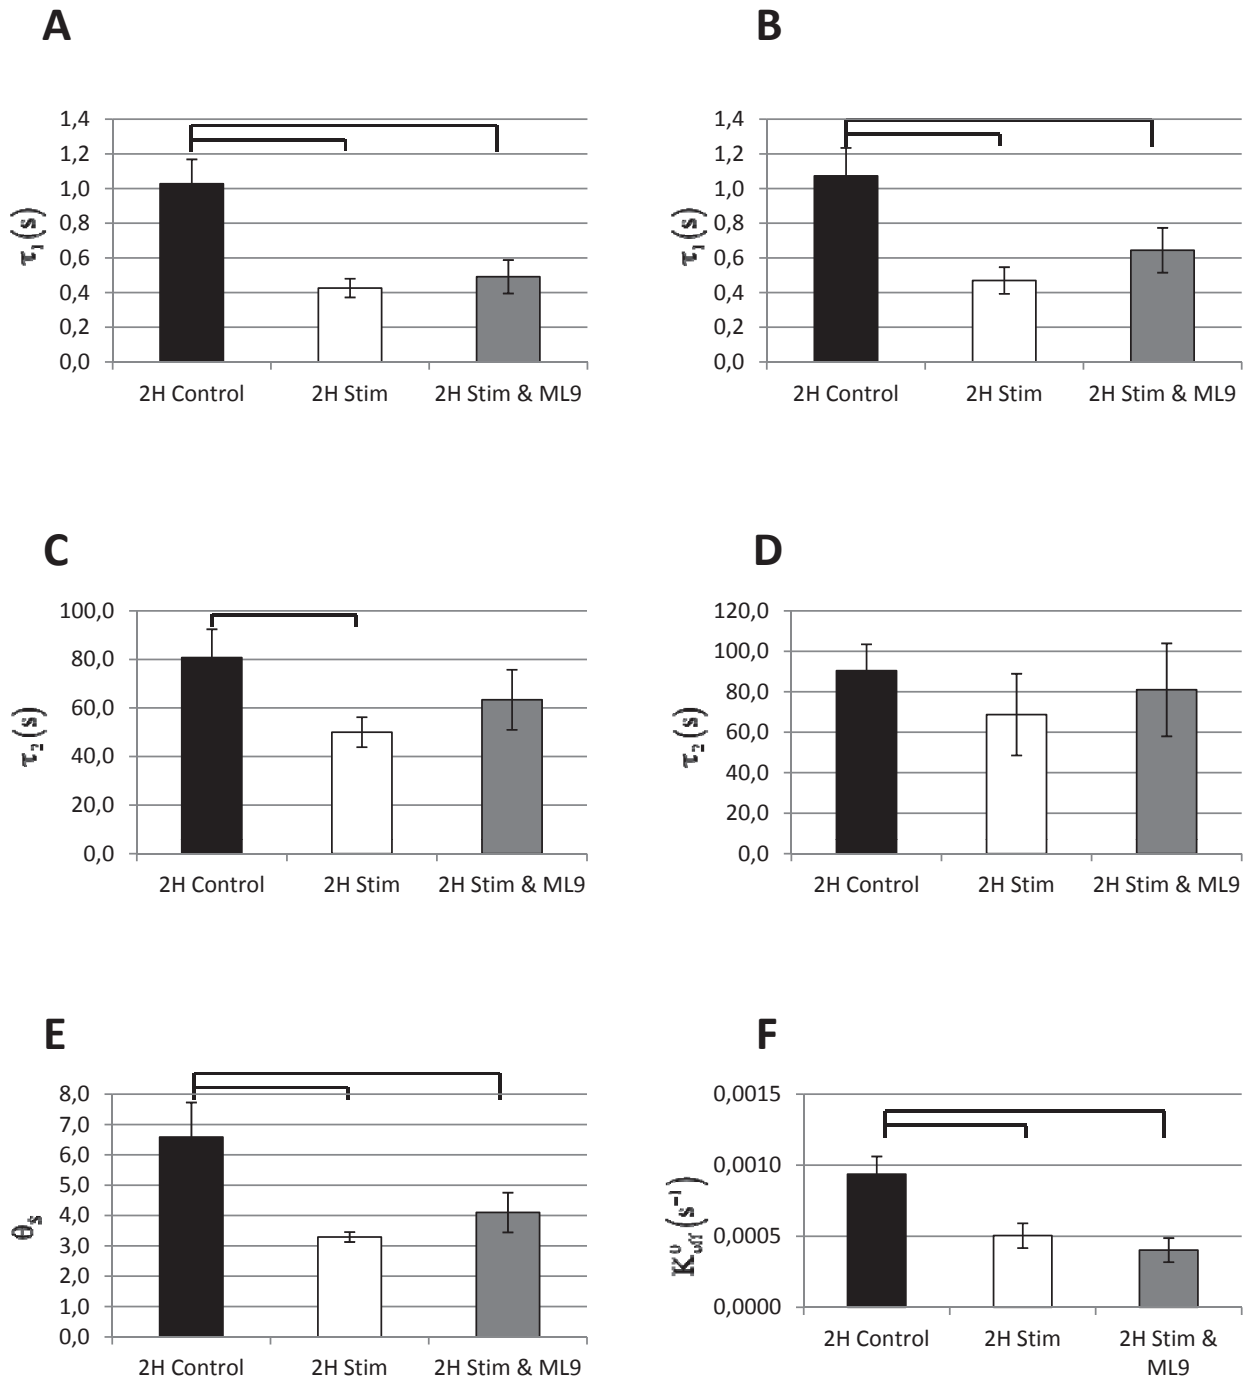 A
1,4
1,2
1,0
0,8
0,6
0,4
0,2
0,0
τ₁ (s)
2H Control
2H Stim
2H Stim & ML9
B
1,4
1,2
1,0
0,8
0,6
0,4
0,2
0,0
τ₁ (s)
2H Control
2H Stim
2H Stim & ML9
C
100,0
80,0
60,0
40,0
20,0
0,0
τ₂ (s)
2H Control
2H Stim
2H Stim & ML9
D
120,0
100,0
80,0
60,0
40,0
20,0
0,0
τ₂ (s)
2H Control
2H Stim
2H Stim & ML9
E
8,0
7,0
6,0
5,0
4,0
3,0
2,0
1,0
0,0
θₛ
2H Control
2H Stim
2H Stim & ML9
F
0,0015
0,0010
0,0005
0,0000
K⁰off (s⁻¹)
2H Control
2H Stim
2H Stim &
ML9